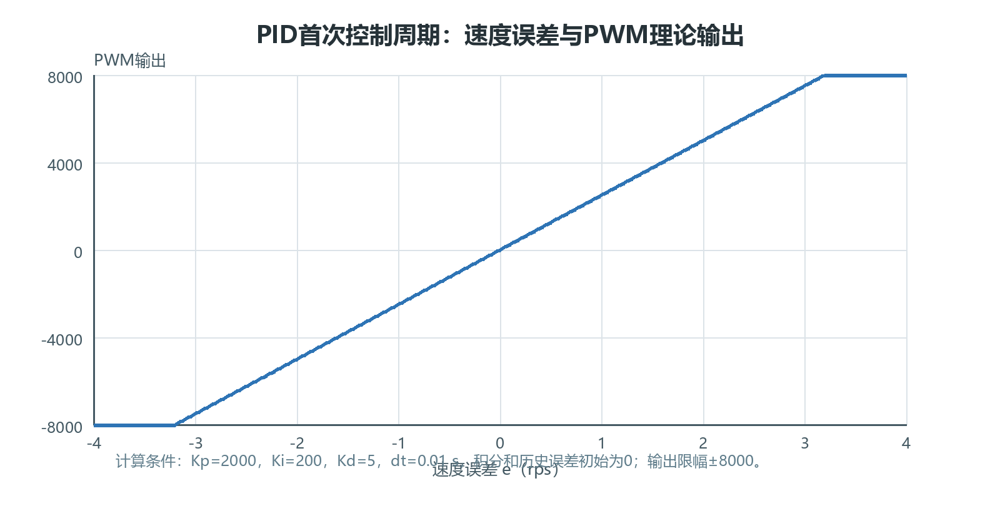 PID首次控制周期：速度误差与PWM理论输出
PWM输出
8000
4000
0
-4000
-8000
-4 -3 -2 -1 0 1 2 3 4
计算条件：Kp=2000，Ki=200，Kd=5，dt=0.01 s，积分和历史误差初始为0；输出限幅±8000。
速度误差 e（rps）